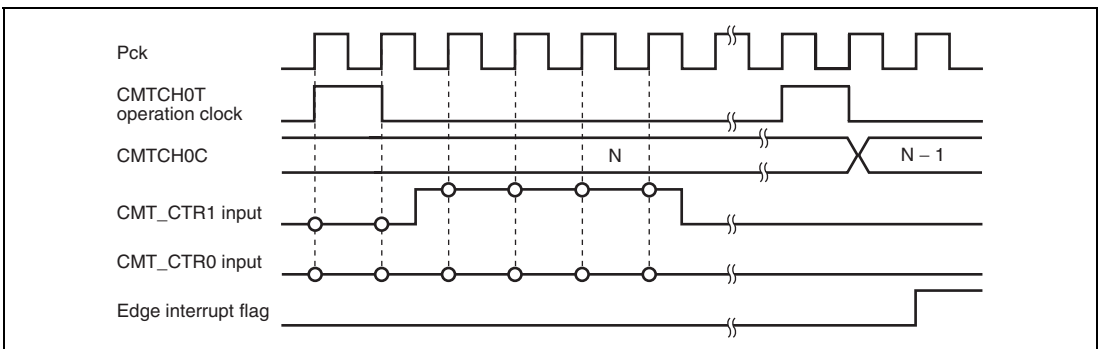 Pck
CMTCH0T
operation clock
CMTCH0C
N
N – 1
CMT_CTR1 input
CMT_CTR0 input
Edge interrupt flag